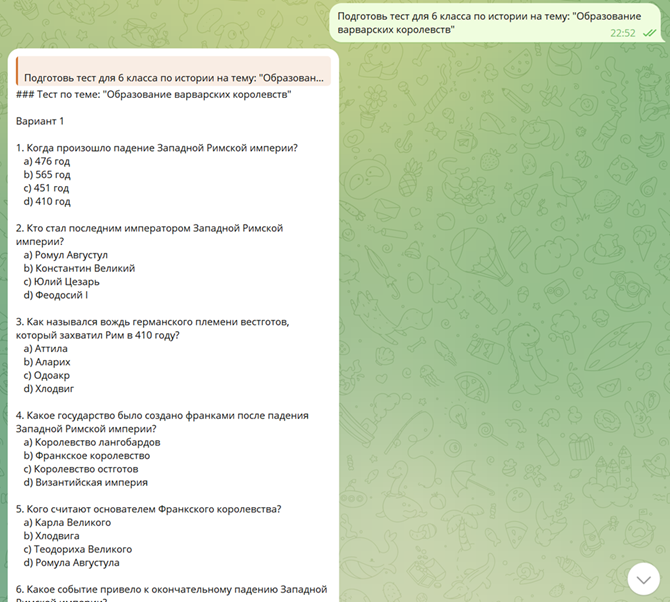 Подготовь тест для 6 класса по истории на тему: "Образование
варварских королевств"
22:52
Подготовь тест для 6 класса по истории на тему: "Образован...
### Тест по теме: "Образование варварских королевств"
Вариант 1
1. Когда произошло падение Западной Римской империи?
a) 476 год
b) 565 год
c) 451 год
d) 410 год
2. Кто стал последним императором Западной Римской
империи?
a) Ромул Августул
b) Константин Великий
c) Юлий Цезарь
d) Феодосий I
3. Как назывался вождь германского племени вестготов,
который захватил Рим в 410 году?
a) Аттила
b) Аларих
c) Одоакр
d) Хлодвиг
4. Какое государство было создано франками после падения
Западной Римской империи?
a) Королевство лангобардов
b) Франкское королевство
c) Королевство остготов
d) Византийская империя
5. Кого считают основателем Франкского королевства?
a) Карла Великого
b) Хлодвига
c) Теодориха Великого
d) Ромула Августула
6. Какое событие привело к окончательному падению Западной
Римской империи?